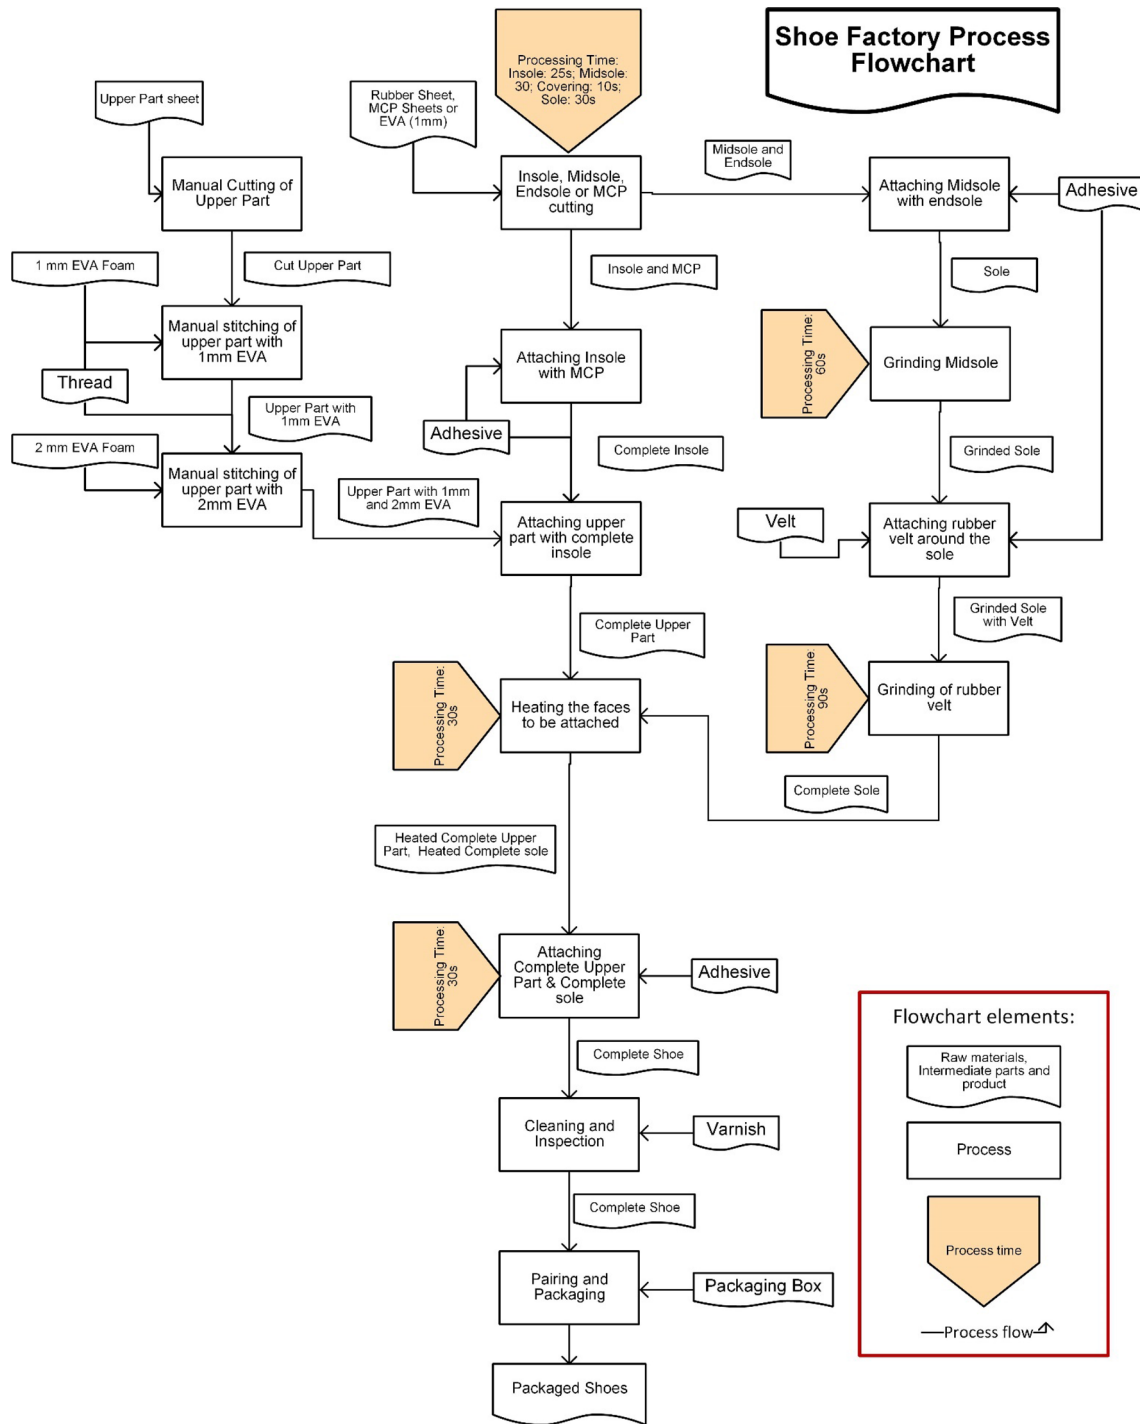 Shoe Factory Process
Flowchart
Processing Time:
Insole: 25s; Midsole:
30; Covering: 10s;
Sole: 30s
Upper Part sheet
Rubber Sheet,
MCP Sheets or
EVA (1mm)
Midsole and
Endsole
Manual Cutting of
Upper Part
Insole, Midsole,
Endsole or MCP
cutting
Attaching Midsole
with endsole
Adhesive
1 mm EVA Foam
Cut Upper Part
Insole and MCP
Sole
Manual stitching of
upper part with
1mm EVA
Attaching Insole
with MCP
Processing Time:
60s
Grinding Midsole
Thread
Upper Part with
1mm EVA
Adhesive
Complete Insole
Grinded Sole
2 mm EVA Foam
Manual stitching of
upper part with
2mm EVA
Upper Part with 1mm
and 2mm EVA
Attaching upper
part with complete
insole
Velt
Attaching rubber
velt around the
sole
Complete Upper
Part
Grinded Sole
with Velt
Processing Time:
30s
Heating the faces
to be attached
Processing Time:
90s
Grinding of rubber
velt
Complete Sole
Heated Complete Upper
Part, Heated Complete sole
Processing Time:
30s
Attaching
Complete Upper
Part & Complete
sole
Adhesive
Complete Shoe
Cleaning and
Inspection
Varnish
Complete Shoe
Pairing and
Packaging
Packaging Box
Packaged Shoes
Flowchart elements:
Raw materials,
Intermediate parts and
product
Process
Process time
Process flow